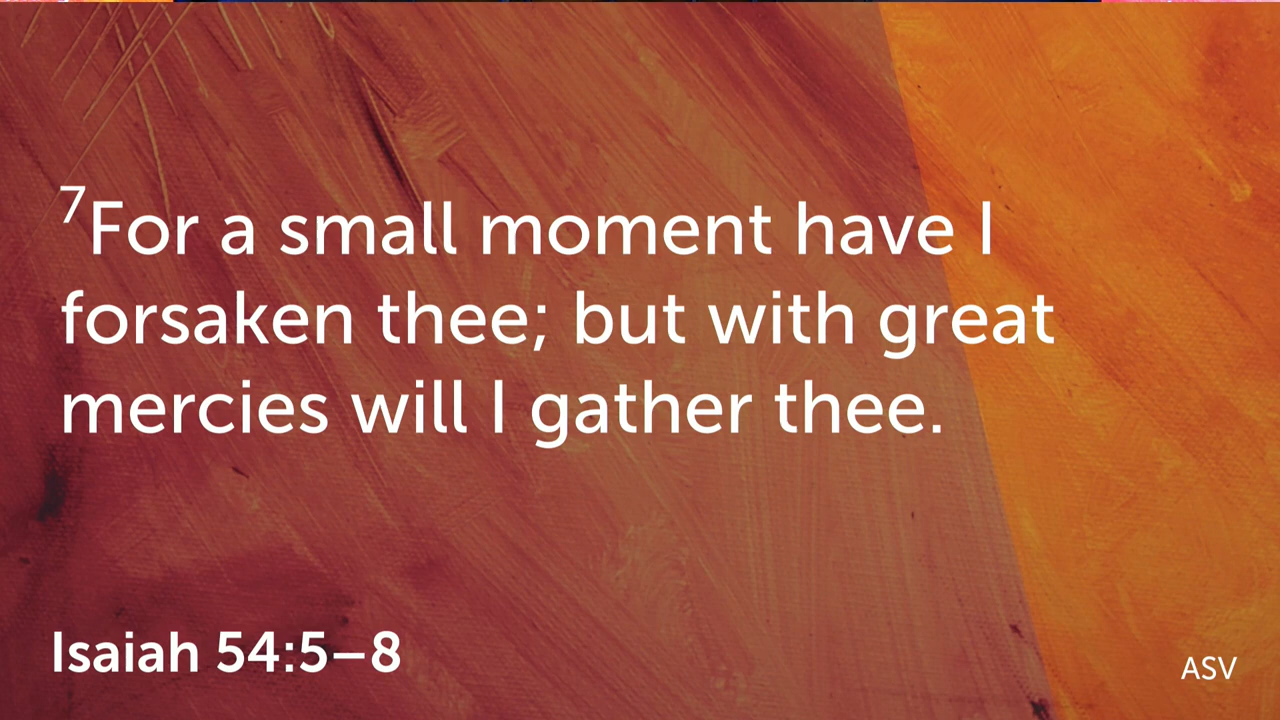 7For a small moment have I
forsaken thee; but with great
mercies will I gather thee.
Isaiah 54:5–8
ASV